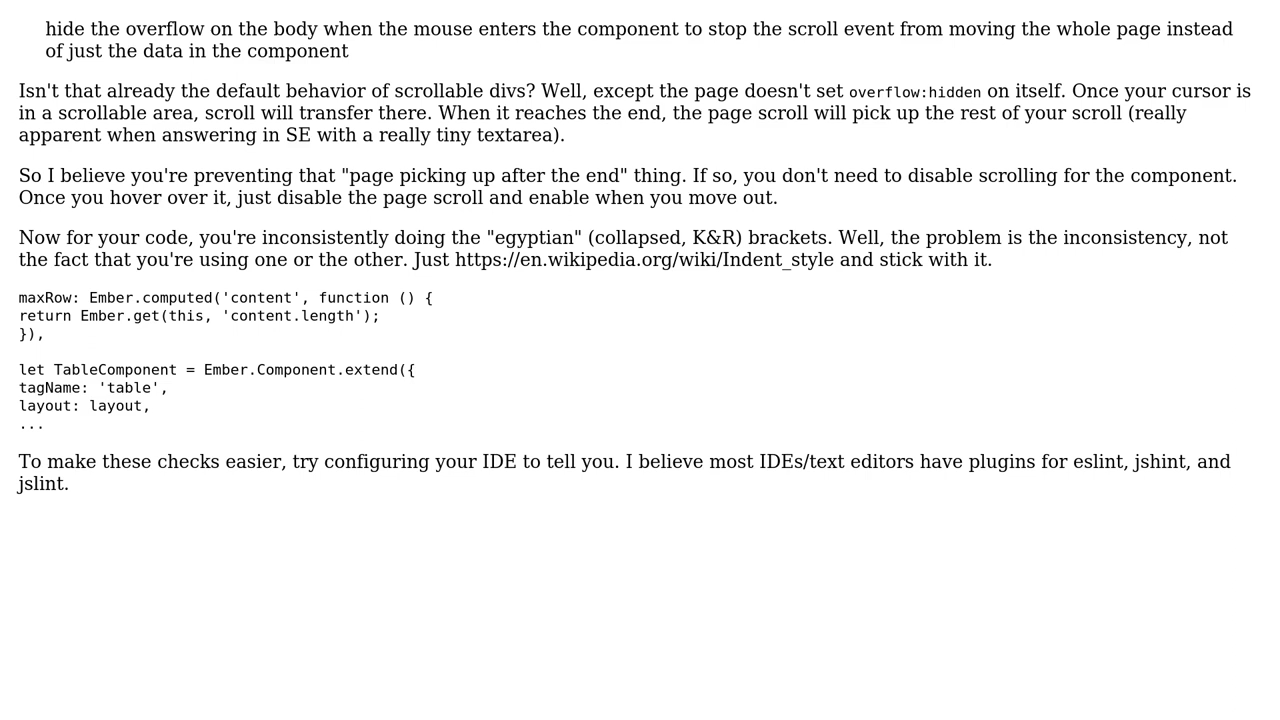 hide the overflow on the body when the mouse enters the component to stop the scroll event from moving the whole page instead
of just the data in the component
Isn't that already the default behavior of scrollable divs? Well, except the page doesn't set overflow:hidden on itself. Once your cursor is
in a scrollable area, scroll will transfer there. When it reaches the end, the page scroll will pick up the rest of your scroll (really
apparent when answering in SE with a really tiny textarea).
So I believe you're preventing that "page picking up after the end" thing. If so, you don't need to disable scrolling for the component.
Once you hover over it, just disable the page scroll and enable when you move out.
Now for your code, you're inconsistently doing the "egyptian" (collapsed, K&R) brackets. Well, the problem is the inconsistency, not
the fact that you're using one or the other. Just https://en.wikipedia.org/wiki/Indent_style and stick with it.
maxRow: Ember.computed('content', function () {
return Ember.get(this, 'content.length');
}),
let TableComponent = Ember.Component.extend({
tagName: 'table',
layout: layout,
...
To make these checks easier, try configuring your IDE to tell you. I believe most IDEs/text editors have plugins for eslint, jshint, and
jslint.